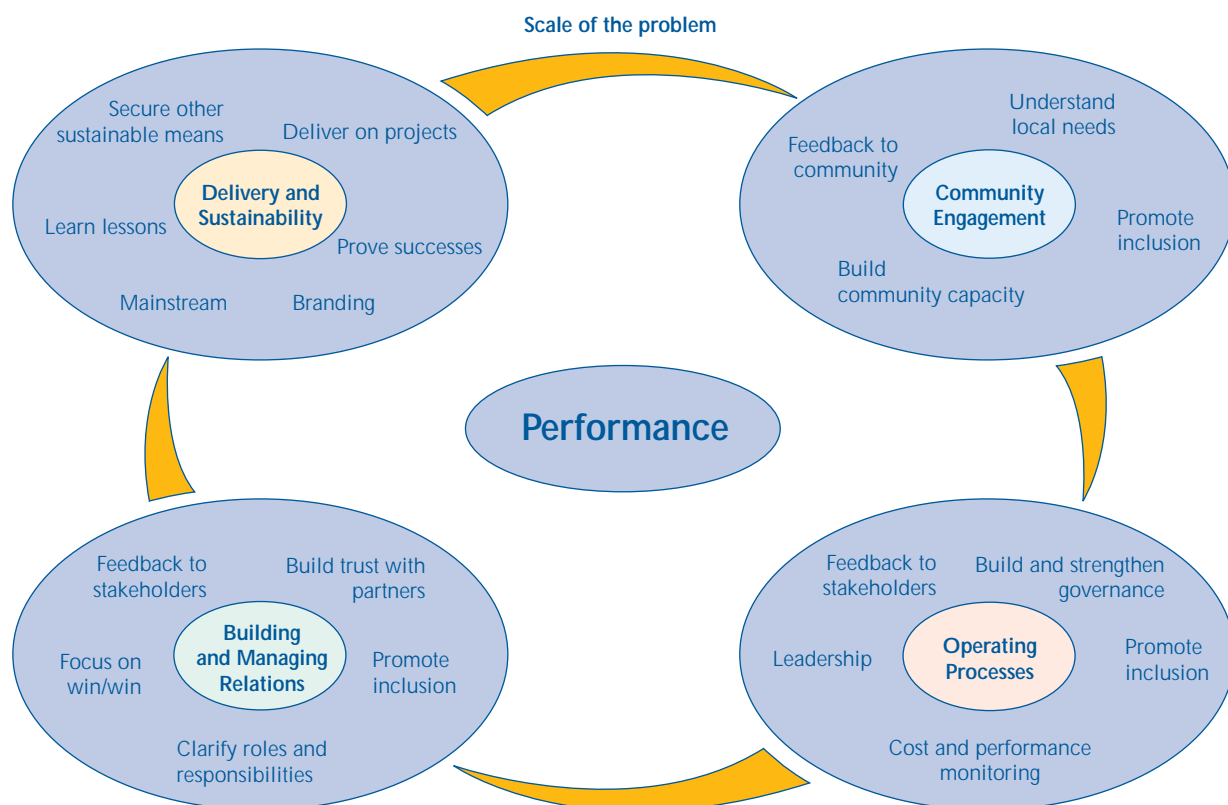 Scale of the problem
Secure other
sustainable means
Deliver on projects
Delivery and
Sustainability
Learn lessons
Prove successes
Mainstream
Branding
Understand
local needs
Feedback to
community
Community
Engagement
Promote
inclusion
Build
community capacity
Performance
Feedback to
stakeholders
Build trust with
partners
Building
and Managing
Relations
Focus on
win/win
Promote
inclusion
Clarify roles and
responsibilities
Feedback to
stakeholders
Build and strengthen
governance
Leadership
Operating
Processes
Promote
inclusion
Cost and performance
monitoring